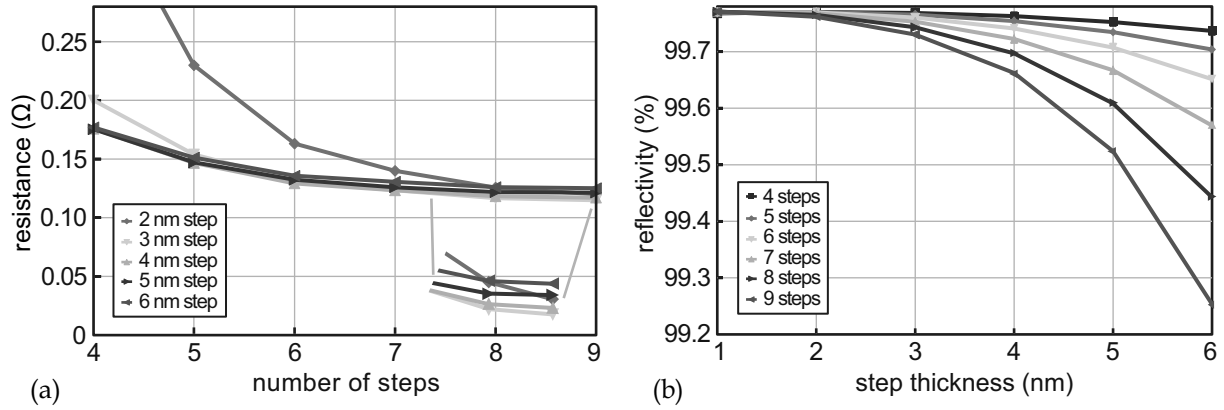 0.25
0.20
0.15
0.10
0.05
0
resistance (Ω)
2 nm step
3 nm step
4 nm step
5 nm step
6 nm step
4 5 6 7 8 9
number of steps
(a)
99.7
99.6
99.5
99.4
99.3
99.2
reflectivity (%)
4 steps
5 steps
6 steps
7 steps
8 steps
9 steps
1 2 3 4 5 6
step thickness (nm)
(b)